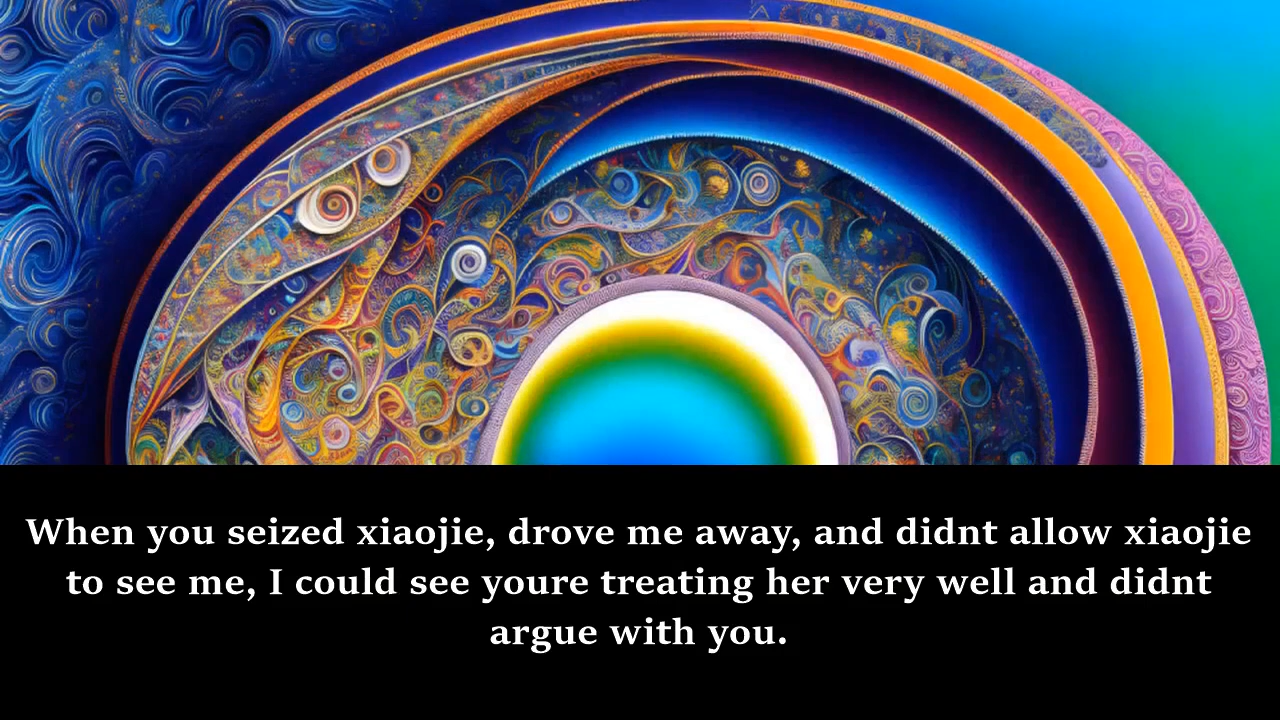 When you seized xiaojie, drove me away, and didnt allow xiaojie
to see me, I could see youre treating her very well and didnt
argue with you.